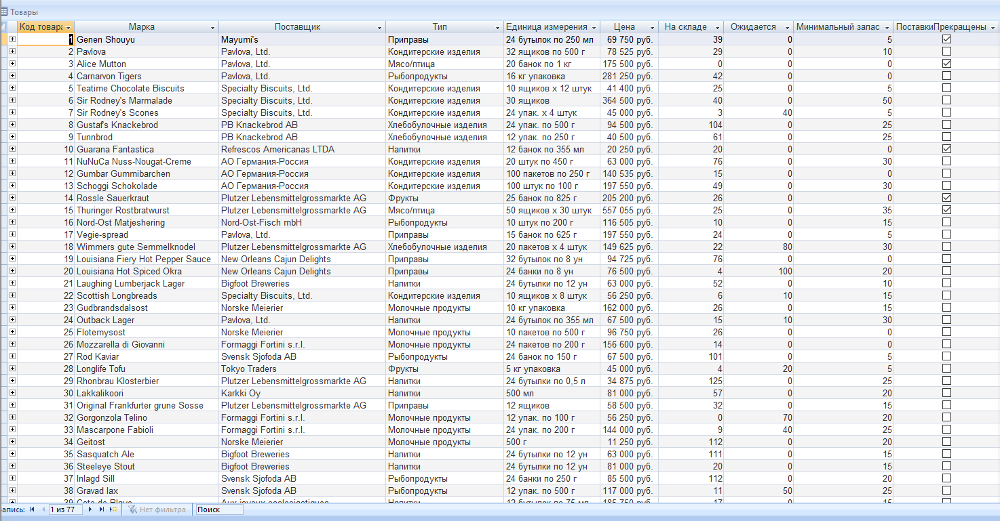 Товары
Код товара Марка Поставщик Тип Единица измерения Цена На складе Ожидается Минимальный запас ПоставкиПрекращены
1 Genen Shouyu Mayumi's Приправы 24 бутылок по 250 мл 69 750 руб. 39 0 5
2 Pavlova Pavlova, Ltd. Кондитерские изделия 32 ящиков по 500 г 78 525 руб. 29 0 10
3 Alice Mutton Pavlova, Ltd. Мясо/птица 20 банок по 1 кг 175 500 руб. 0 0 0
4 Carnarvon Tigers Pavlova, Ltd. Рыбопродукты 16 кг упаковка 281 250 руб. 42 0 0
5 Teatime Chocolate Biscuits Specialty Biscuits, Ltd. Кондитерские изделия 10 ящиков x 12 штук 41 400 руб. 25 0 5
6 Sir Rodney's Marmalade Specialty Biscuits, Ltd. Кондитерские изделия 30 ящиков 364 500 руб. 40 0 50
7 Sir Rodney's Scones Specialty Biscuits, Ltd. Кондитерские изделия 24 упак. x 4 штук 45 000 руб. 3 40 5
8 Gustaf's Knackebrod PB Knackebrod AB Хлебобулочные изделия 24 упак. по 500 г 94 500 руб. 104 0 25
9 Tunnbrod PB Knackebrod AB Хлебобулочные изделия 12 упак. по 250 г 40 500 руб. 61 0 25
10 Guarana Fantastica Refrescos Americanas LTDA Напитки 12 банок по 355 мл 20 250 руб. 20 0 0
11 NuNuCa Nuss-Nougat-Creme АО Германия-Россия Кондитерские изделия 20 штук по 450 г 63 000 руб. 76 0 30
12 Gumbar Gummibarchen АО Германия-Россия Кондитерские изделия 100 пакетов по 250 г 140 535 руб. 15 0 0
13 Schoggi Schokolade АО Германия-Россия Кондитерские изделия 100 штук по 100 г 197 550 руб. 49 0 30
14 Rossle Sauerkraut Plutzer Lebensmittelgrossmarkte AG Фрукты 25 банок по 825 г 205 200 руб. 26 0 0
15 Thuringer Rostbratwurst Plutzer Lebensmittelgrossmarkte AG Мясо/птица 50 ящиков x 30 штук 557 055 руб. 25 0 35
16 Nord-Ost Matjeshering Nord-Ost-Fisch mbH Рыбопродукты 10 штук по 200 г 116 505 руб. 10 0 15
17 Vegie-spread Pavlova, Ltd. Приправы 15 банок по 625 г 197 550 руб. 24 0 5
18 Wimmers gute Semmelknodel Plutzer Lebensmittelgrossmarkte AG Хлебобулочные изделия 20 пакетов x 4 штук 149 625 руб. 22 80 30
19 Louisiana Fiery Hot Pepper Sauce New Orleans Cajun Delights Приправы 32 бутылок по 8 ун 94 725 руб. 76 0 0
20 Louisiana Hot Spiced Okra New Orleans Cajun Delights Приправы 24 банки по 8 ун 76 500 руб. 4 100 20
21 Laughing Lumberjack Lager Bigfoot Breweries Напитки 24 бутылки по 12 ун 63 000 руб. 52 0 10
22 Scottish Longbreads Specialty Biscuits, Ltd. Кондитерские изделия 10 ящиков x 8 штук 56 250 руб. 6 10 15
23 Gudbrandsdalsost Norske Meierier Молочные продукты 10 кг упаковка 162 000 руб. 26 0 15
24 Outback Lager Pavlova, Ltd. Напитки 24 бутылок по 355 мл 67 500 руб. 15 10 30
25 Flotemysost Norske Meierier Молочные продукты 10 пакетов по 500 г 96 750 руб. 26 0 0
26 Mozzarella di Giovanni Formaggi Fortini s.r.l. Молочные продукты 24 пакетов по 200 г 156 600 руб. 14 0 0
27 Rod Kaviar Svensk Sjofoda AB Рыбопродукты 24 банок по 150 г 67 500 руб. 101 0 5
28 Longlife Tofu Tokyo Traders Фрукты 5 кг упаковка 45 000 руб. 4 20 5
29 Rhonbrau Klosterbier Plutzer Lebensmittelgrossmarkte AG Напитки 24 бутылки по 0,5 л 34 875 руб. 125 0 25
30 Lakkalikoori Karkki Oy Напитки 500 мл 81 000 руб. 57 0 20
31 Original Frankfurter grune Sosse Plutzer Lebensmittelgrossmarkte AG Приправы 12 ящиков 58 500 руб. 32 0 15
32 Gorgonzola Telino Formaggi Fortini s.r.l. Молочные продукты 12 упак. по 100 г 56 250 руб. 0 70 20
33 Mascarpone Fabioli Formaggi Fortini s.r.l. Молочные продукты 24 упак. по 200 г 144 000 руб. 9 40 25
34 Geitost Norske Meierier Молочные продукты 500 г 11 250 руб. 112 0 20
35 Sasquatch Ale Bigfoot Breweries Напитки 24 бутылки по 12 ун 63 000 руб. 111 0 15
36 Steeleye Stout Bigfoot Breweries Напитки 24 бутылки по 12 ун 81 000 руб. 20 0 15
37 Inlagd Sill Svensk Sjofoda AB Рыбопродукты 24 банки по 250 г 85 500 руб. 112 0 20
38 Gravad lax Svensk Sjofoda AB Рыбопродукты 12 упак. по 500 г 117 000 руб. 11 50 25
39 Cote de Blaye Aux joyeux ecclesiastiques Напитки 12 бутылок по 75 мл 185 750 руб. 17 0 15
апись: 1 из 77 Нет фильтра Поиск